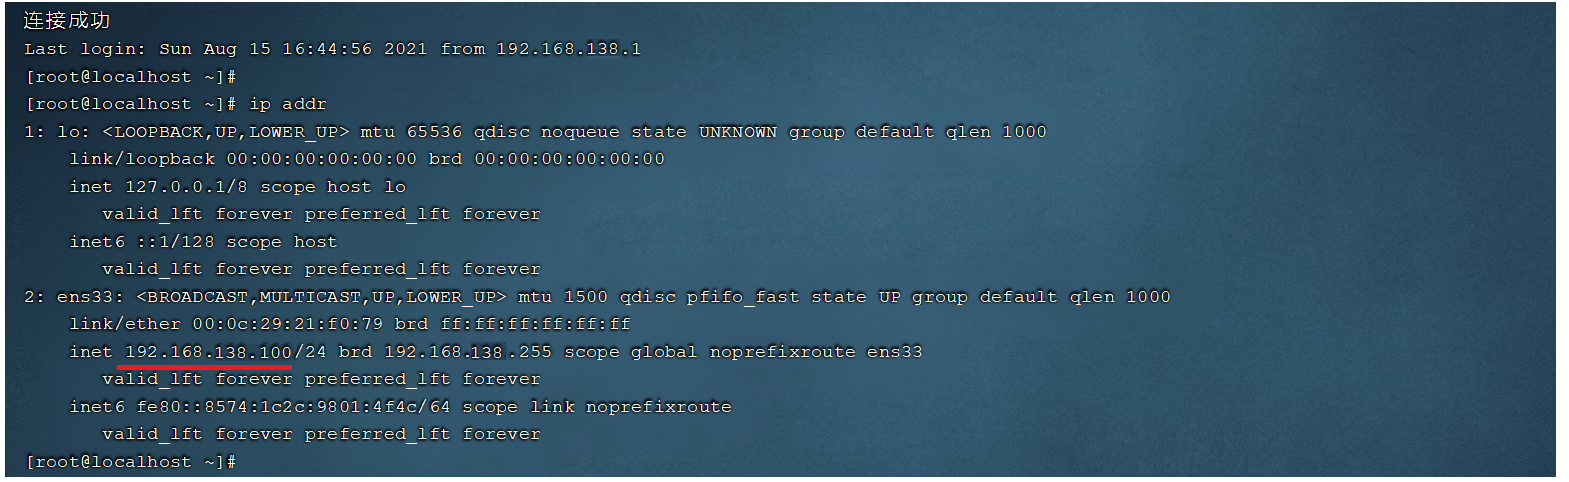 连接成功
Last login: Sun Aug 15 16:44:56 2021 from 192.168.138.1
[root@localhost ~]#
[root@localhost ~]# ip addr
1: lo: <LOOPBACK,UP,LOWER_UP> mtu 65536 qdisc noqueue state UNKNOWN group default qlen 1000
link/loopback 00:00:00:00:00:00 brd 00:00:00:00:00:00
inet 127.0.0.1/8 scope host lo
valid_lft forever preferred_lft forever
inet6 ::1/128 scope host
valid_lft forever preferred_lft forever
2: ens33: <BROADCAST,MULTICAST,UP,LOWER_UP> mtu 1500 qdisc pfifo_fast state UP group default qlen 1000
link/ether 00:0c:29:21:f0:79 brd ff:ff:ff:ff:ff:ff
inet 192.168.138.100/24 brd 192.168.138.255 scope global noprefixroute ens33
valid_lft forever preferred_lft forever
inet6 fe80::8574:1c2c:9801:4f4c/64 scope link noprefixroute
valid_lft forever preferred_lft forever
[root@localhost ~]#